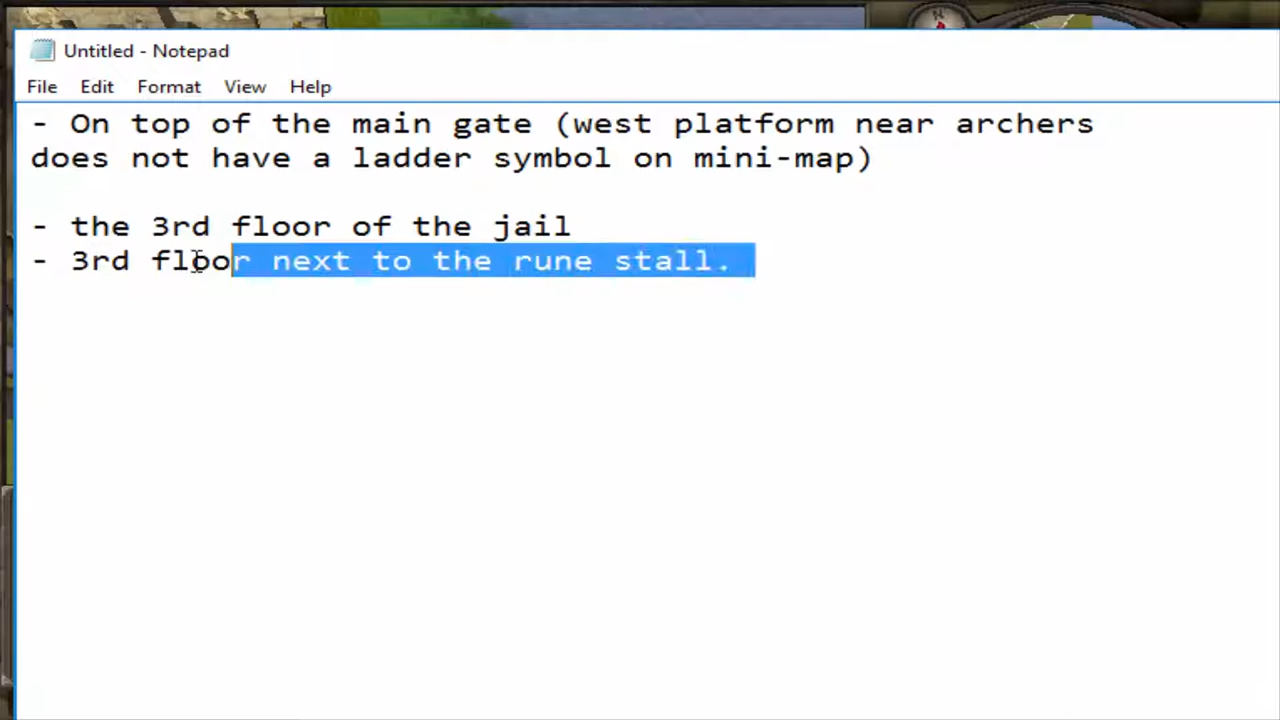 Untitled - Notepad
File Edit Format View Help
- On top of the main gate (west platform near archers
does not have a ladder symbol on mini-map)
- the 3rd floor of the jail
- 3rd floor next to the rune stall.